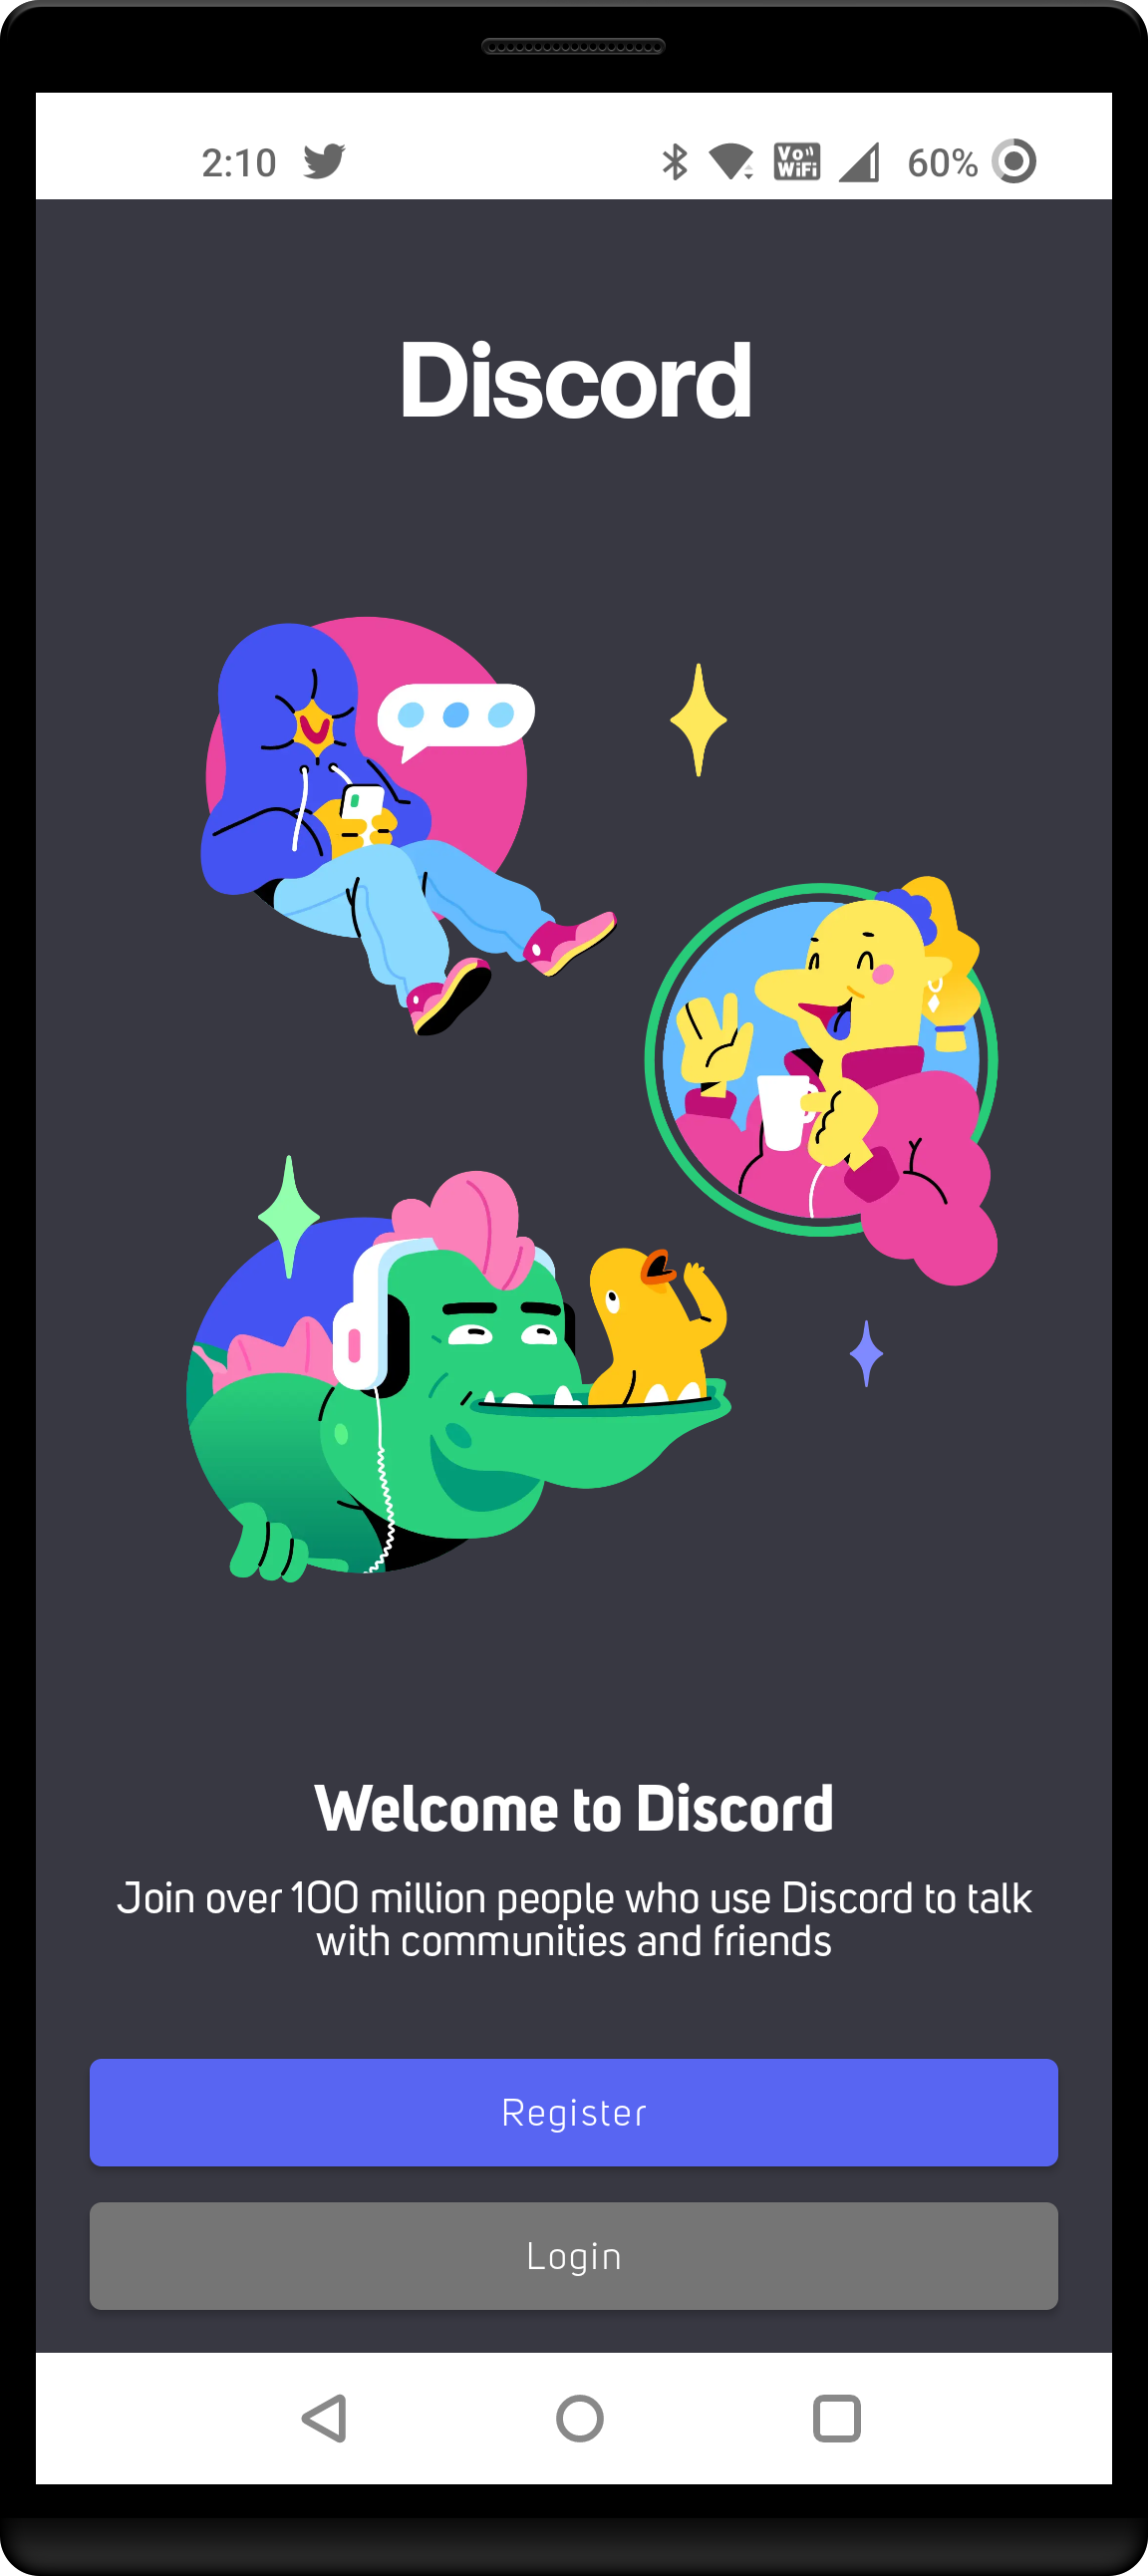 2:10 Vo WiFi 60%
Discord
Welcome to Discord
Join over 100 million people who use Discord to talk
with communities and friends
Register
Login